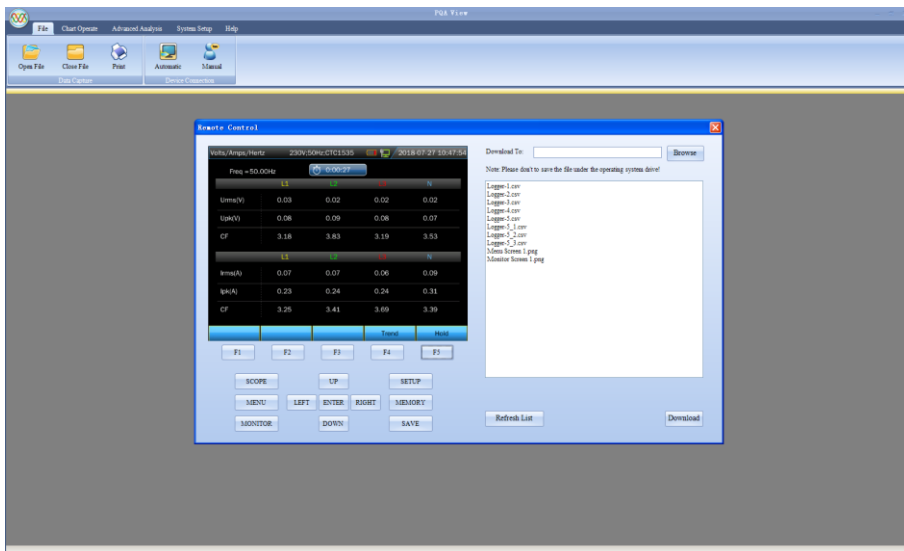 PQA View
File Chart Operate Advanced Analysis System Setup Help
Open File Close File Print Automatic Manual
Data Capture Device Connection
Remote Control
Volts/Amps/Hertz 230V;50Hz;CTC1535 2018-07-27 10:47:54
Freq =50.00Hz 0:00:27
L1 L2 L3 N
Urms(V) 0.03 0.02 0.02 0.02
Upk(V) 0.08 0.09 0.08 0.07
CF 3.18 3.83 3.19 3.53
L1 L2 L3 N
Irms(A) 0.07 0.07 0.06 0.09
Ipk(A) 0.23 0.24 0.24 0.31
CF 3.25 3.41 3.69 3.39
Trend Hold
F1 F2 F3 F4 F5
SCOPE UP SETUP
MENU LEFT ENTER RIGHT MEMORY
MONITOR DOWN SAVE
Download To: Browse
Note: Please don't to save the file under the operating system drive!
Logger-1.csv
Logger-2.csv
Logger-3.csv
Logger-4.csv
Logger-5.csv
Logger-5_1.csv
Logger-5_2.csv
Logger-5_3.csv
Menu Screen 1.png
Monitor Screen 1.png
Refresh List Download